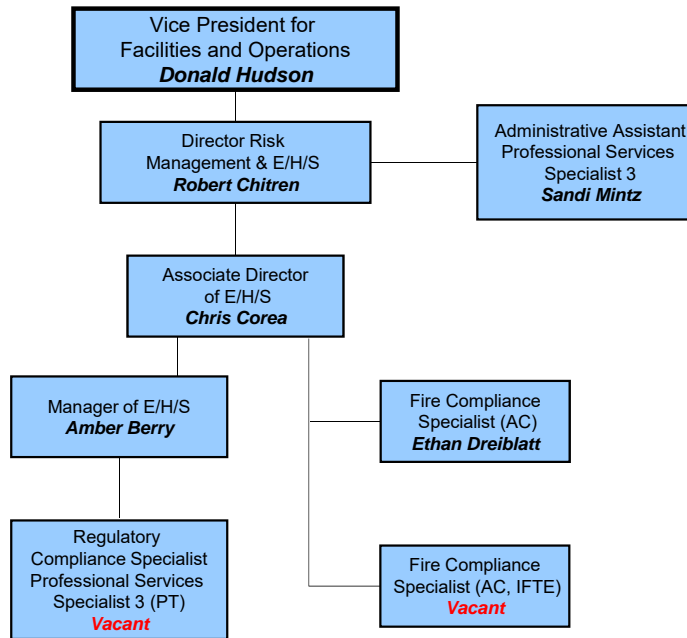 Vice President for
Facilities and Operations
Donald Hudson
Director Risk
Management & E/H/S
Robert Chitren
Administrative Assistant
Professional Services
Specialist 3
Sandi Mintz
Associate Director
of E/H/S
Chris Corea
Manager of E/H/S
Amber Berry
Fire Compliance
Specialist (AC)
Ethan Dreiblatt
Regulatory
Compliance Specialist
Professional Services
Specialist 3 (PT)
Vacant
Fire Compliance
Specialist (AC, IFTE)
Vacant